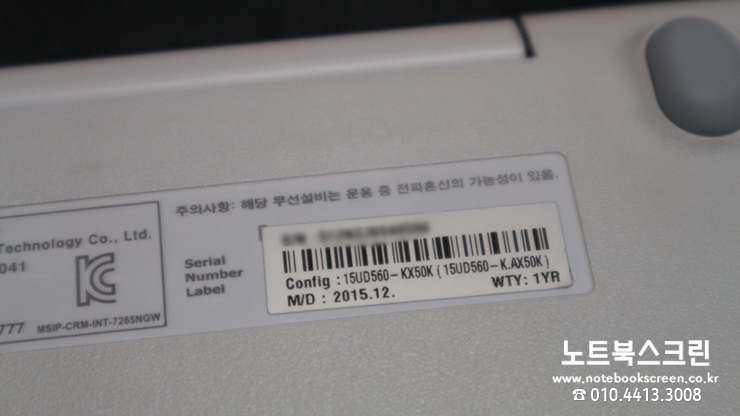 주의사항: 해당 무선설비는 운용 중 전파혼신의 가능성이 있음.
Technology Co., Ltd.
041
KC
777 MSIP-CRM-INT-7265NGW
Serial
Number
Label
Config : 15UD560-KX50K ( 15UD560-K.AX50K )
M/D : 2015.12. WTY: 1YR
노트북스크린
www.notebookscreen.co.kr
☎ 010.4413.3008